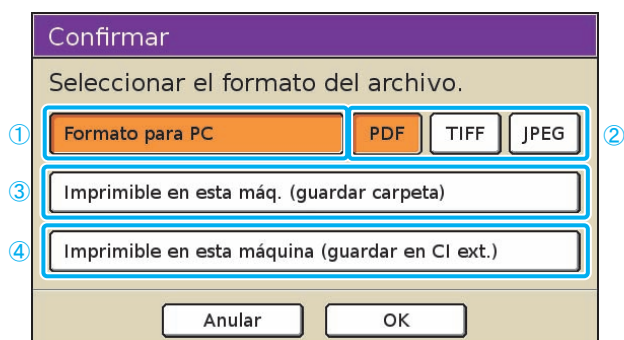 Confirmar
Seleccionar el formato del archivo.
① Formato para PC PDF TIFF JPEG ②
③ Imprimible en esta máq. (guardar carpeta)
④ Imprimible en esta máquina (guardar en CI ext.)
Anular OK